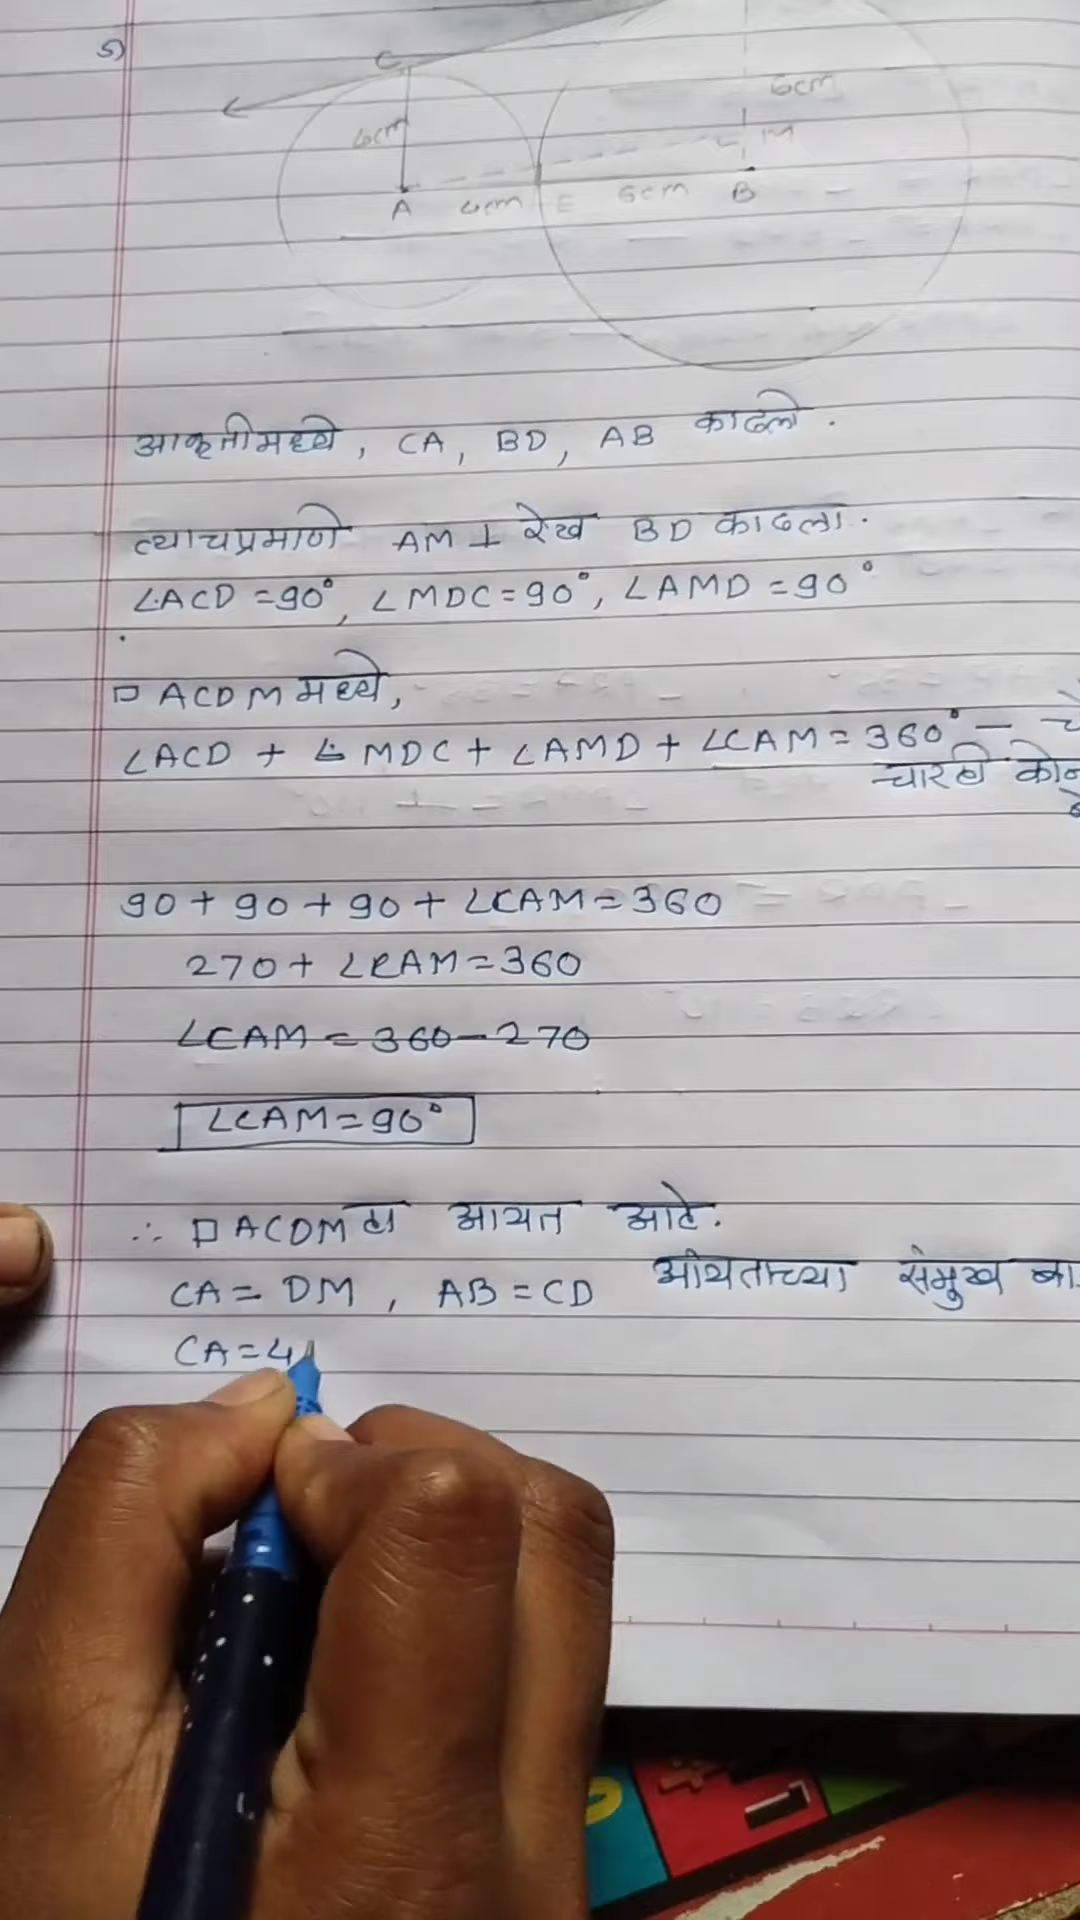 5)
C
6cm
4cm
M
A 4cm E 6cm B
आकृतीमध्ये, CA, BD, AB काढले.
त्याचप्रमाणे AM ⊥ रेख BD काढला.
∠ACD = 90°, ∠MDC = 90°, ∠AMD = 90°
□ ACDM मध्ये,
∠ACD + ∠MDC + ∠AMD + ∠CAM = 360° —
चारही
90 + 90 + 90 + ∠CAM = 360
270 + ∠CAM = 360
∠CAM = 360 - 270
∠CAM = 90°
∴ □ ACDM हा आयत आहे.
CA = DM, AB = CD आयताच्या संमुख
CA = 4